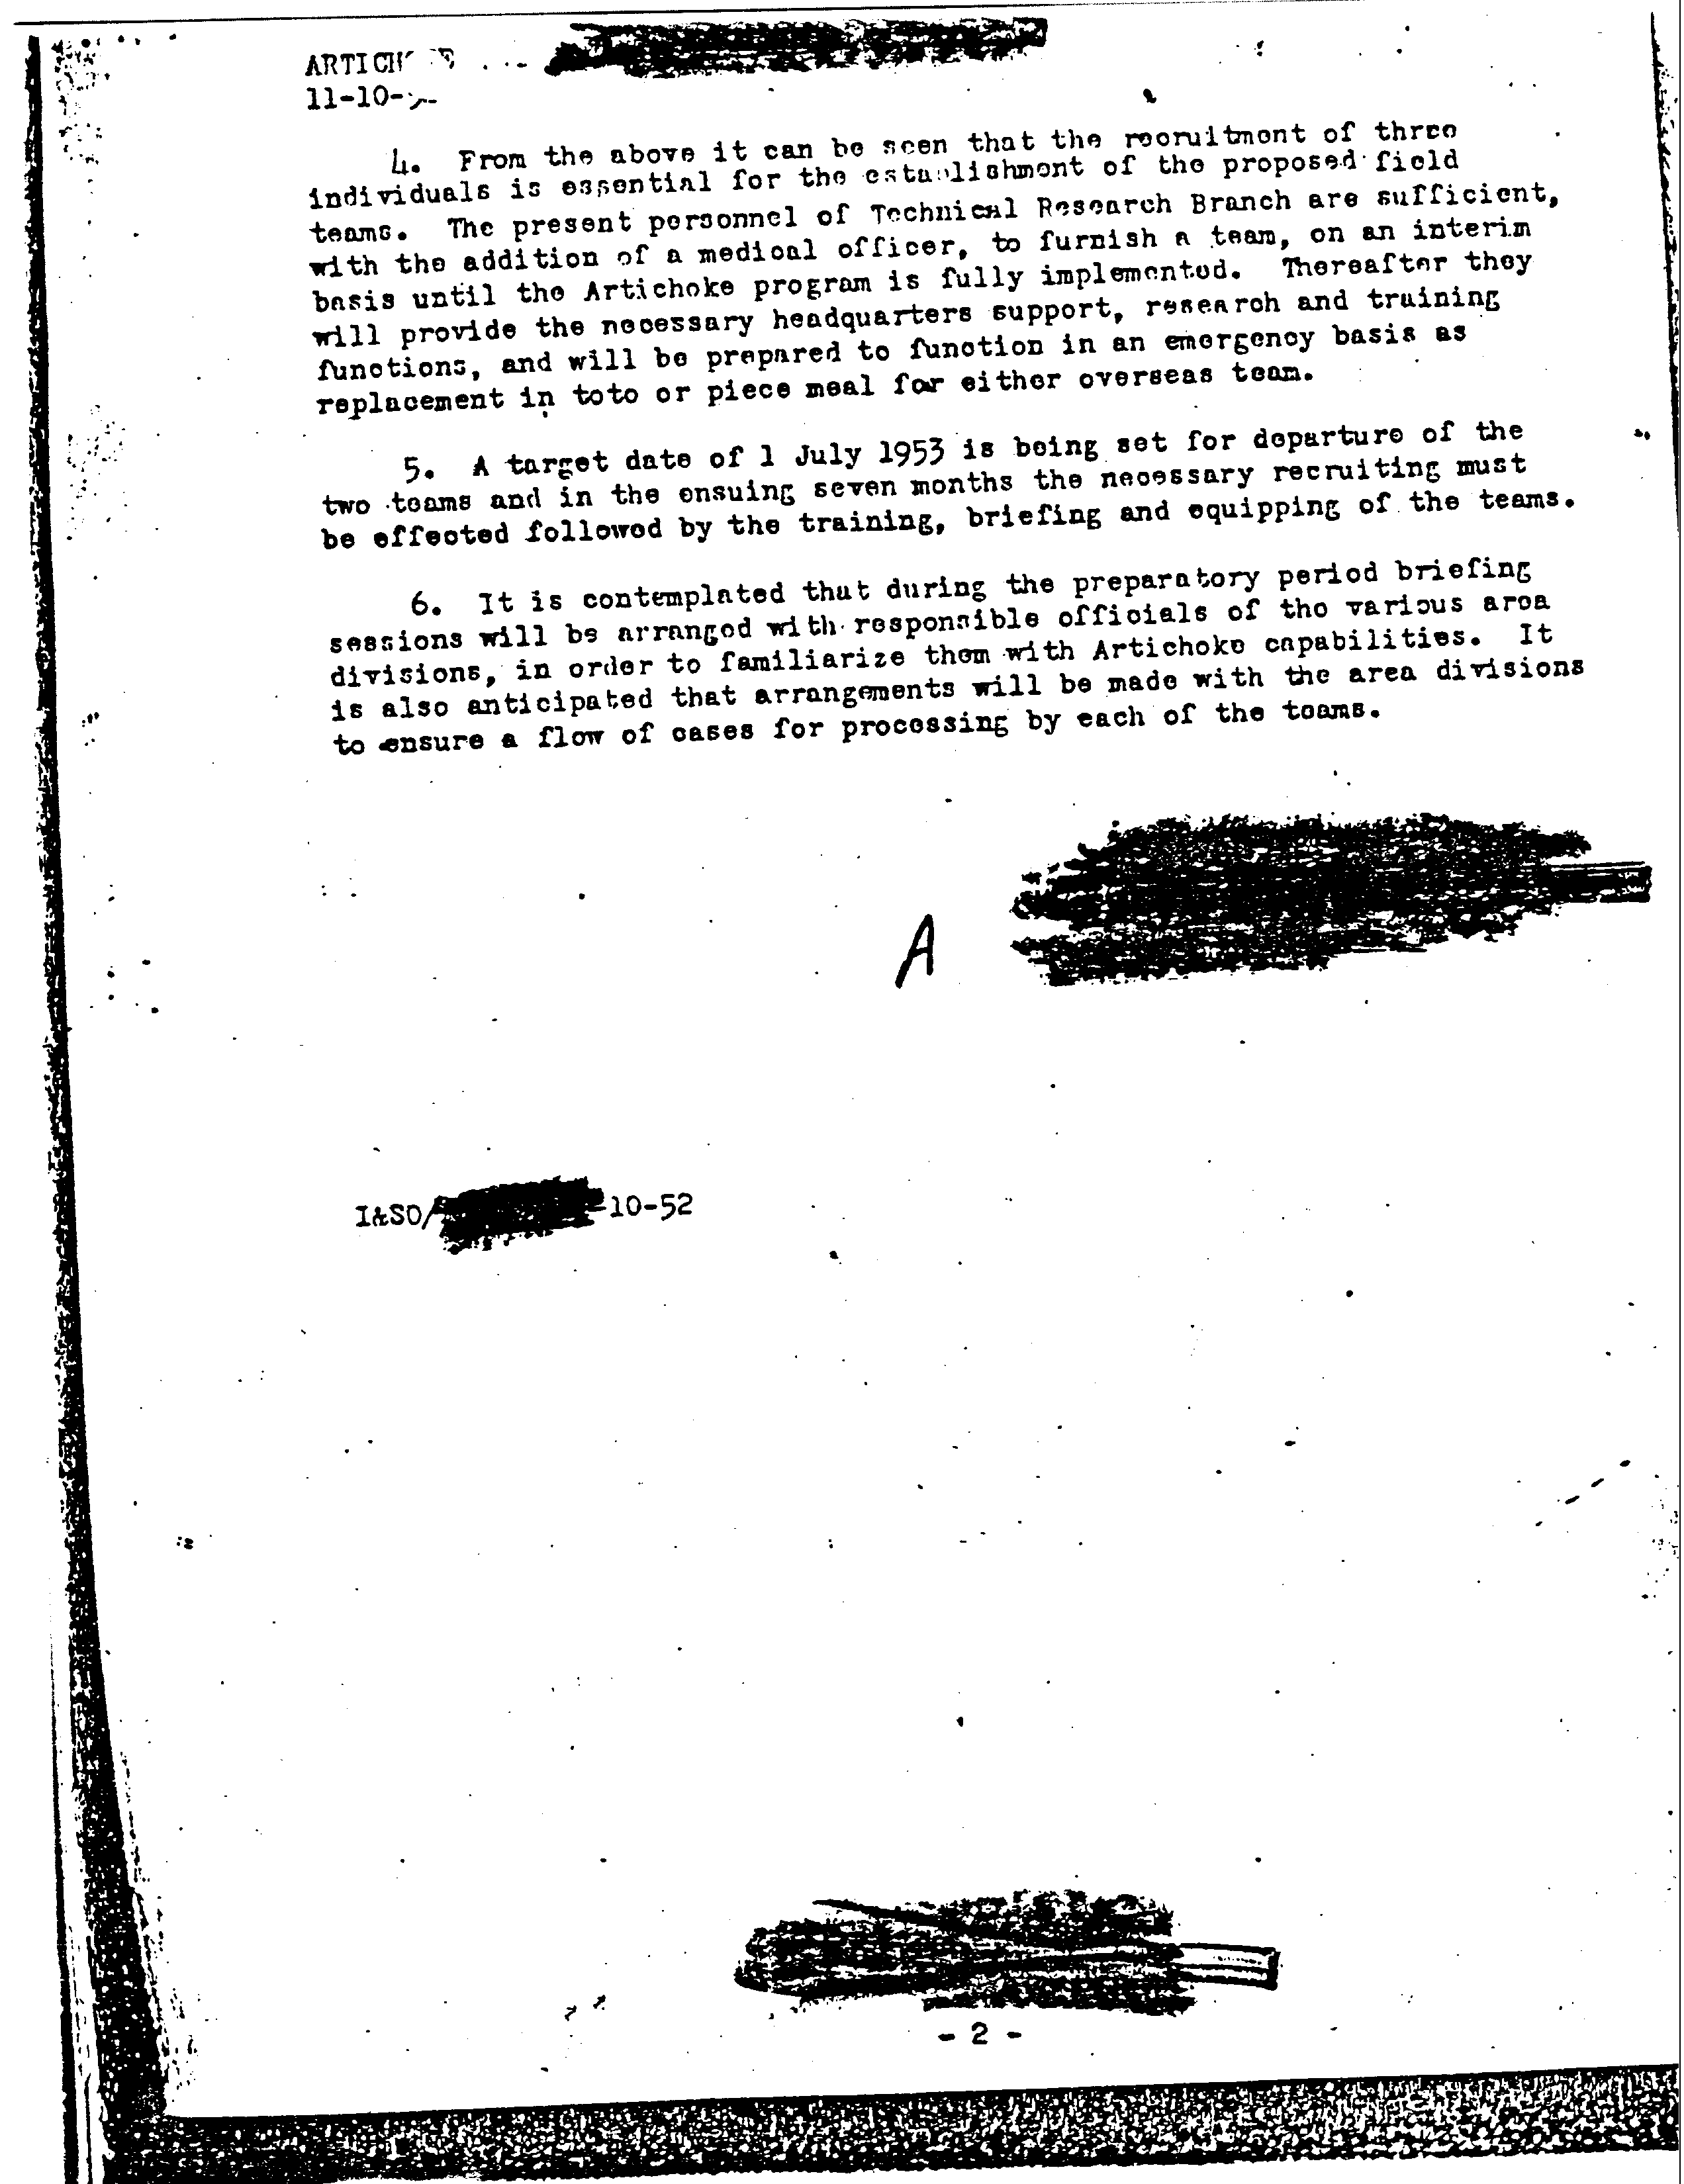 ARTICHOKE
11-10-
4. From the above it can be seen that the recruitment of three
individuals is essential for the establishment of the proposed field
teams. The present personnel of Technical Research Branch are sufficient,
with the addition of a medical officer, to furnish a team, on an interim
basis until the Artichoke program is fully implemented. Thereafter they
will provide the necessary headquarters support, research and training
functions, and will be prepared to function in an emergency basis as
replacement in toto or piece meal for either overseas team.
5. A target date of 1 July 1953 is being set for departure of the
two teams and in the ensuing seven months the necessary recruiting must
be effected followed by the training, briefing and equipping of the teams.
6. It is contemplated that during the preparatory period briefing
sessions will be arranged with responsible officials of the various area
divisions, in order to familiarize them with Artichoke capabilities. It
is also anticipated that arrangements will be made with the area divisions
to ensure a flow of cases for processing by each of the teams.
A
I&SO/ -10-52
- 2 -